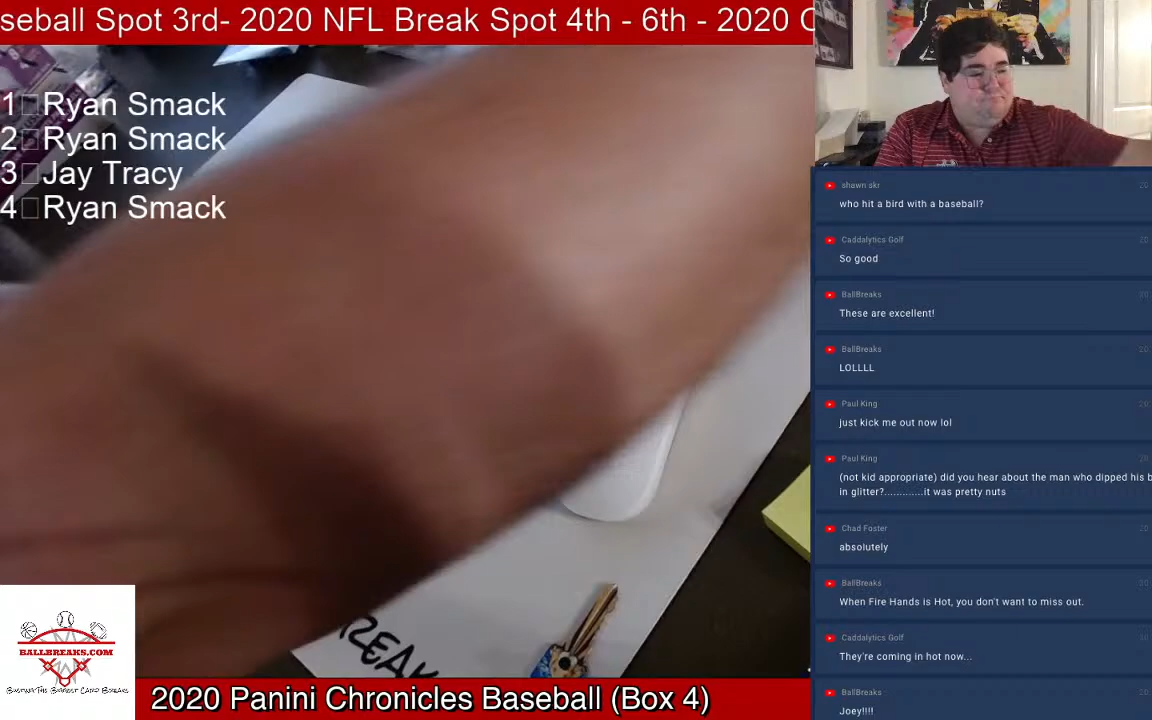 seball Spot 3rd- 2020 NFL Break Spot 4th - 6th - 2020
1 Ryan Smack
2 Ryan Smack
3 Jay Tracy
4 Ryan Smack
shawn skr
who hit a bird with a baseball?
Caddalytics Golf
So good
BallBreaks
These are excellent!
BallBreaks
LOLLLL
Paul King
just kick me out now lol
Paul King
(not kid appropriate) did you hear about the man who dipped his b
in glitter?.............it was pretty nuts
Chad Foster
absolutely
BallBreaks
When Fire Hands is Hot, you don't want to miss out.
Caddalytics Golf
They're coming in hot now...
BallBreaks
Joey!!!!
BALLBREAKS.COM
Busting The Biggest Card Breaks
2020 Panini Chronicles Baseball (Box 4)